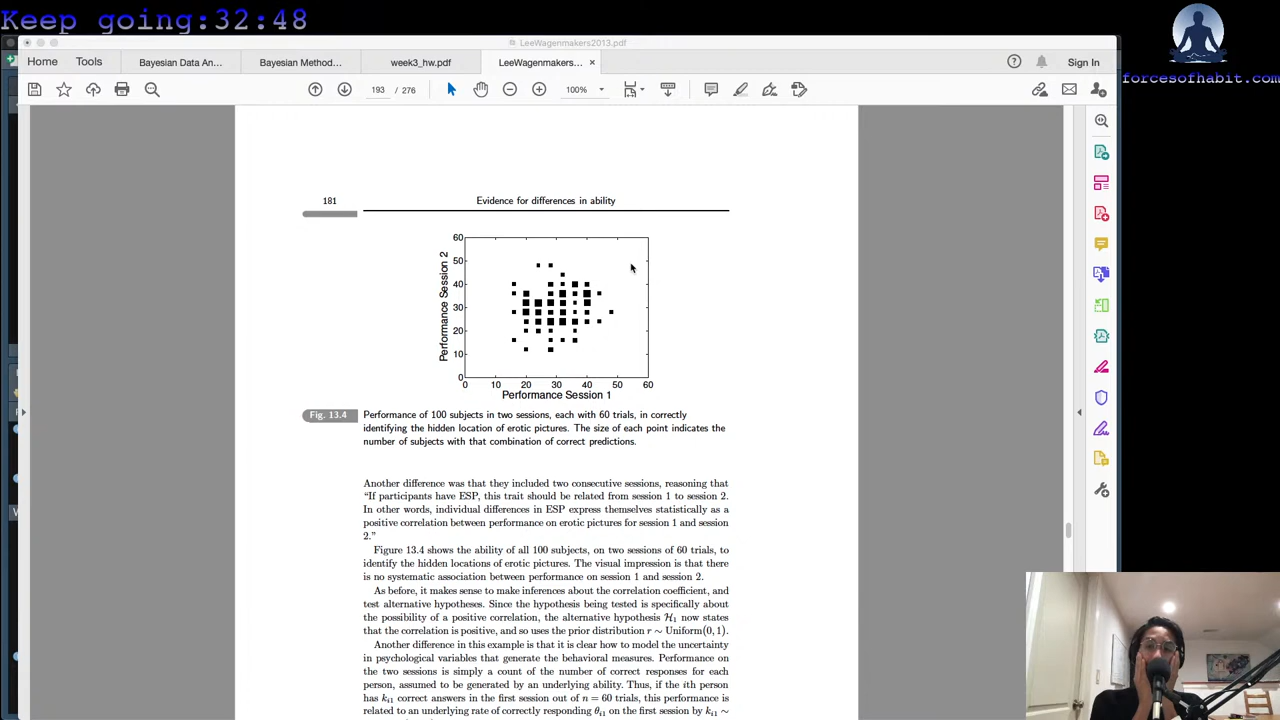 Keep going:32:48
LeeWagenmakers2013.pdf
Home Tools Bayesian Data An... Bayesian Method... week3_hw.pdf LeeWagenmakers... × Sign In
forcesofhabit.com
193 / 276 100%
181 Evidence for differences in ability
60
50
40
30
20
10
0
Performance Session 2
0 10 20 30 40 50 60
Performance Session 1
Fig. 13.4 Performance of 100 subjects in two sessions, each with 60 trials, in correctly
identifying the hidden location of erotic pictures. The size of each point indicates the
number of subjects with that combination of correct predictions.
Another difference was that they included two consecutive sessions, reasoning that
“If participants have ESP, this trait should be related from session 1 to session 2.
In other words, individual differences in ESP express themselves statistically as a
positive correlation between performance on erotic pictures for session 1 and session
2.”
Figure 13.4 shows the ability of all 100 subjects, on two sessions of 60 trials, to
identify the hidden locations of erotic pictures. The visual impression is that there
is no systematic association between performance on session 1 and session 2.
As before, it makes sense to make inferences about the correlation coefficient, and
test alternative hypotheses. Since the hypothesis being tested is specifically about
the possibility of a positive correlation, the alternative hypothesis H₁ now states
that the correlation is positive, and so uses the prior distribution r ∼ Uniform(0, 1).
Another difference in this example is that it is clear how to model the uncertainty
in psychological variables that generate the behavioral measures. Performance on
the two sessions is simply a count of the number of correct responses for each
person, assumed to be generated by an underlying ability. Thus, if the ith person
has kᵢ₁ correct answers in the first session out of n = 60 trials, this performance is
related to an underlying rate of correctly responding θᵢ₁ on the first session by kᵢ₁ ∼